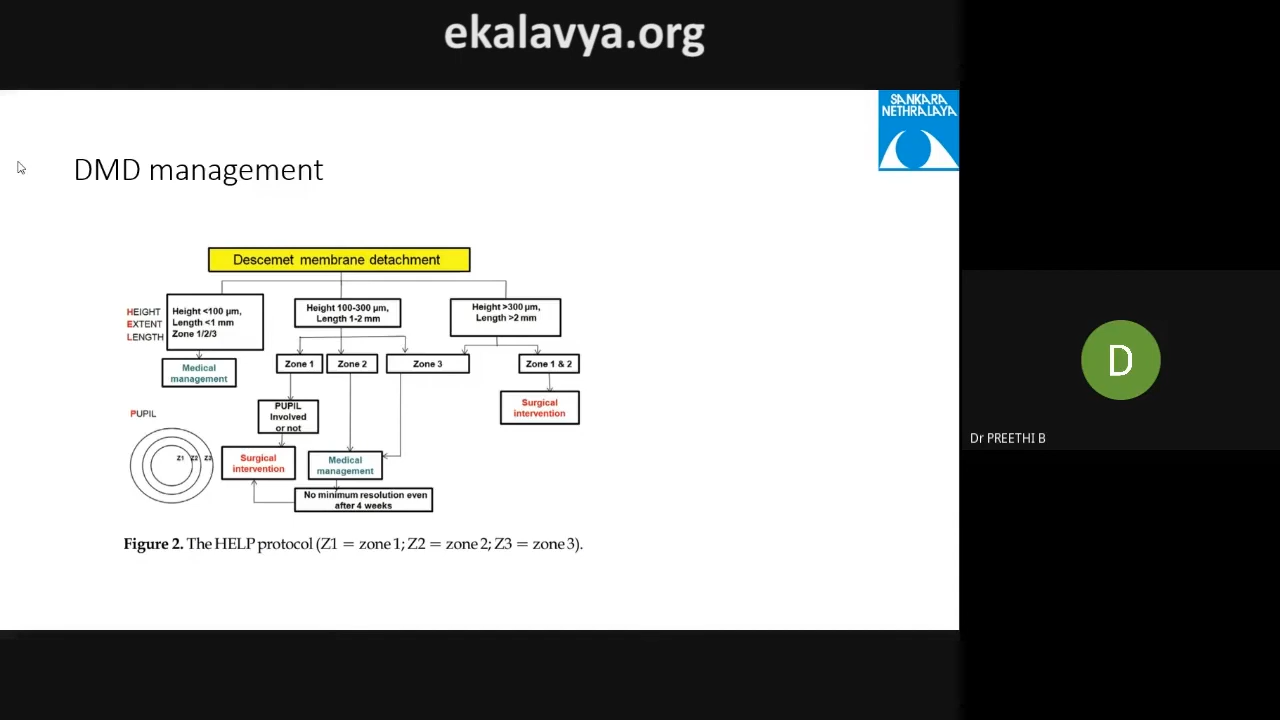 ekalavya.org
SANKARA
NETHRALAYA
DMD management
Descemet membrane detachment
HEIGHT
EXTENT
LENGTH
Height <100 µm,
Length <1 mm
Zone 1/2/3
Height 100-300 µm,
Length 1-2 mm
Height >300 µm,
Length >2 mm
Medical
management
Zone 1
Zone 2
Zone 3
Zone 1 & 2
PUPIL
Involved
or not
Surgical
intervention
PUPIL
Z1 Z2 Z3
Surgical
intervention
Medical
management
No minimum resolution even
after 4 weeks
Figure 2. The HELP protocol (Z1 = zone 1; Z2 = zone 2; Z3 = zone 3).
D
Dr PREETHI B